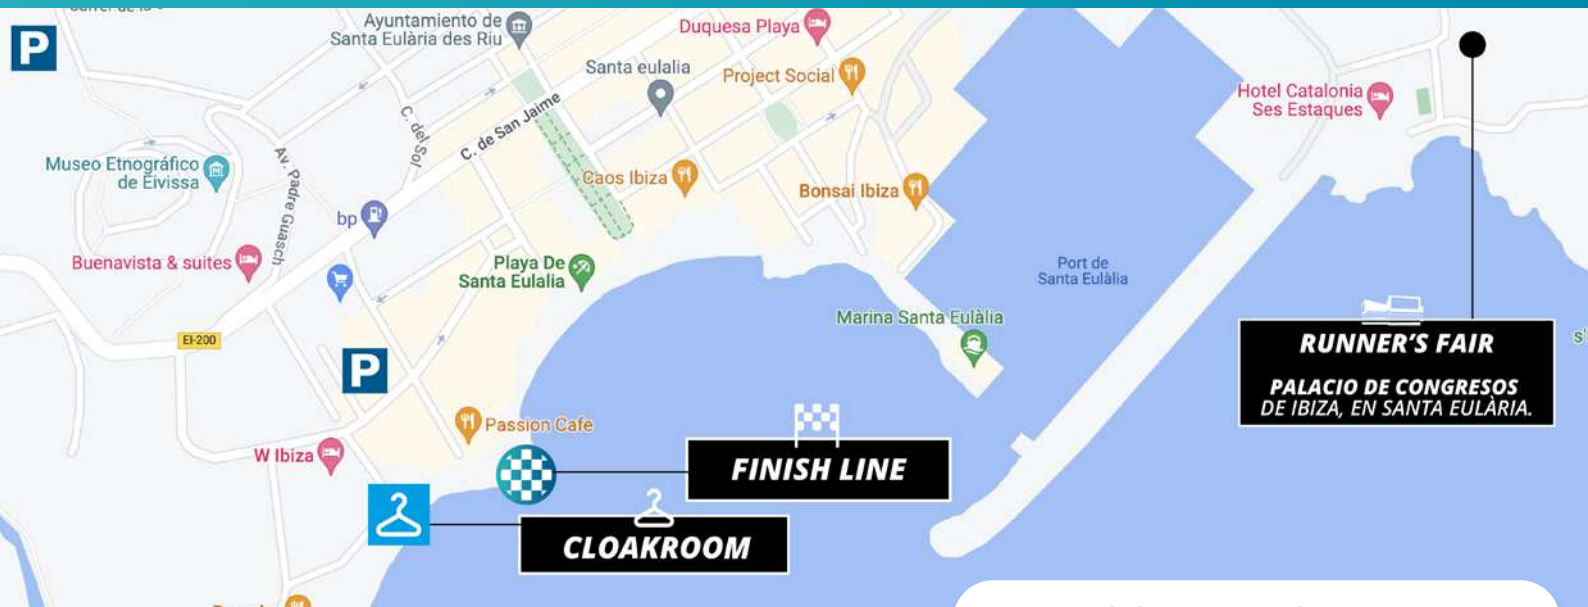 P
Ayuntamiento de
Santa Eulària des Riu
Duquesa Playa
Santa eulalia
Project Social
Hotel Catalonia
Ses Estaques
C. de San Jaime
C. del Sol
Museo Etnográfico
de Eivissa
Av. Padre Guasch
Caos Ibiza
Bonsai Ibiza
bp
Buenavista & suites
Playa De
Santa Eulalia
Port de
Santa Eulàlia
Marina Santa Eulàlia
EI-200
RUNNER'S FAIR
PALACIO DE CONGRESOS
DE IBIZA, EN SANTA EULÀRIA.
P
Passion Cafe
W Ibiza
FINISH LINE
CLOAKROOM